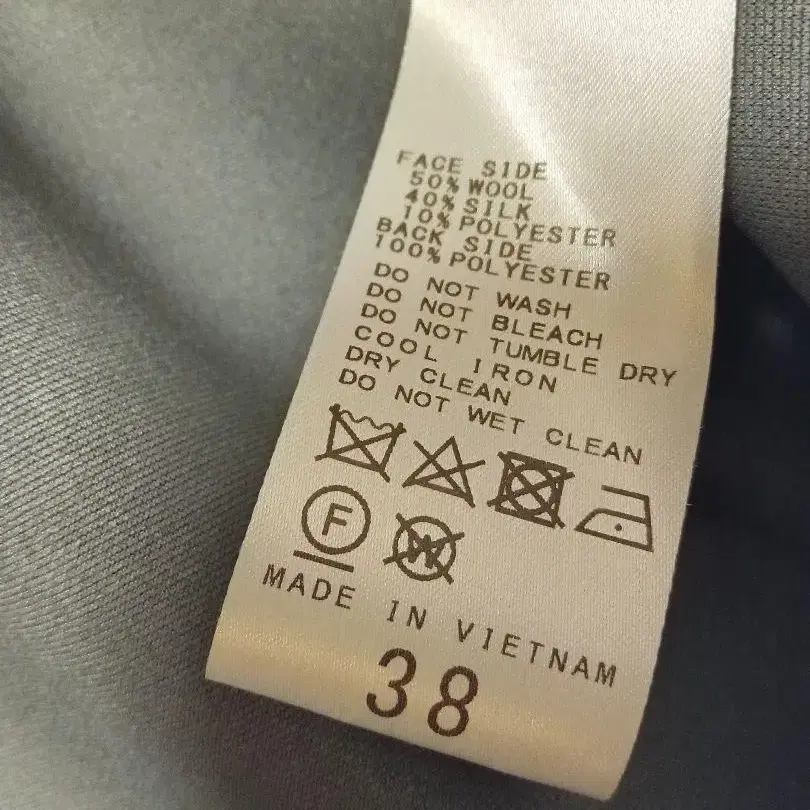 FACE SIDE
50% WOOL
40% SILK
10% POLYESTER
BACK SIDE
100% POLYESTER
DO NOT WASH
DO NOT BLEACH
DO NOT TUMBLE DRY
COOL IRON
DRY CLEAN
DO NOT WET CLEAN
F W
MADE IN VIETNAM
38